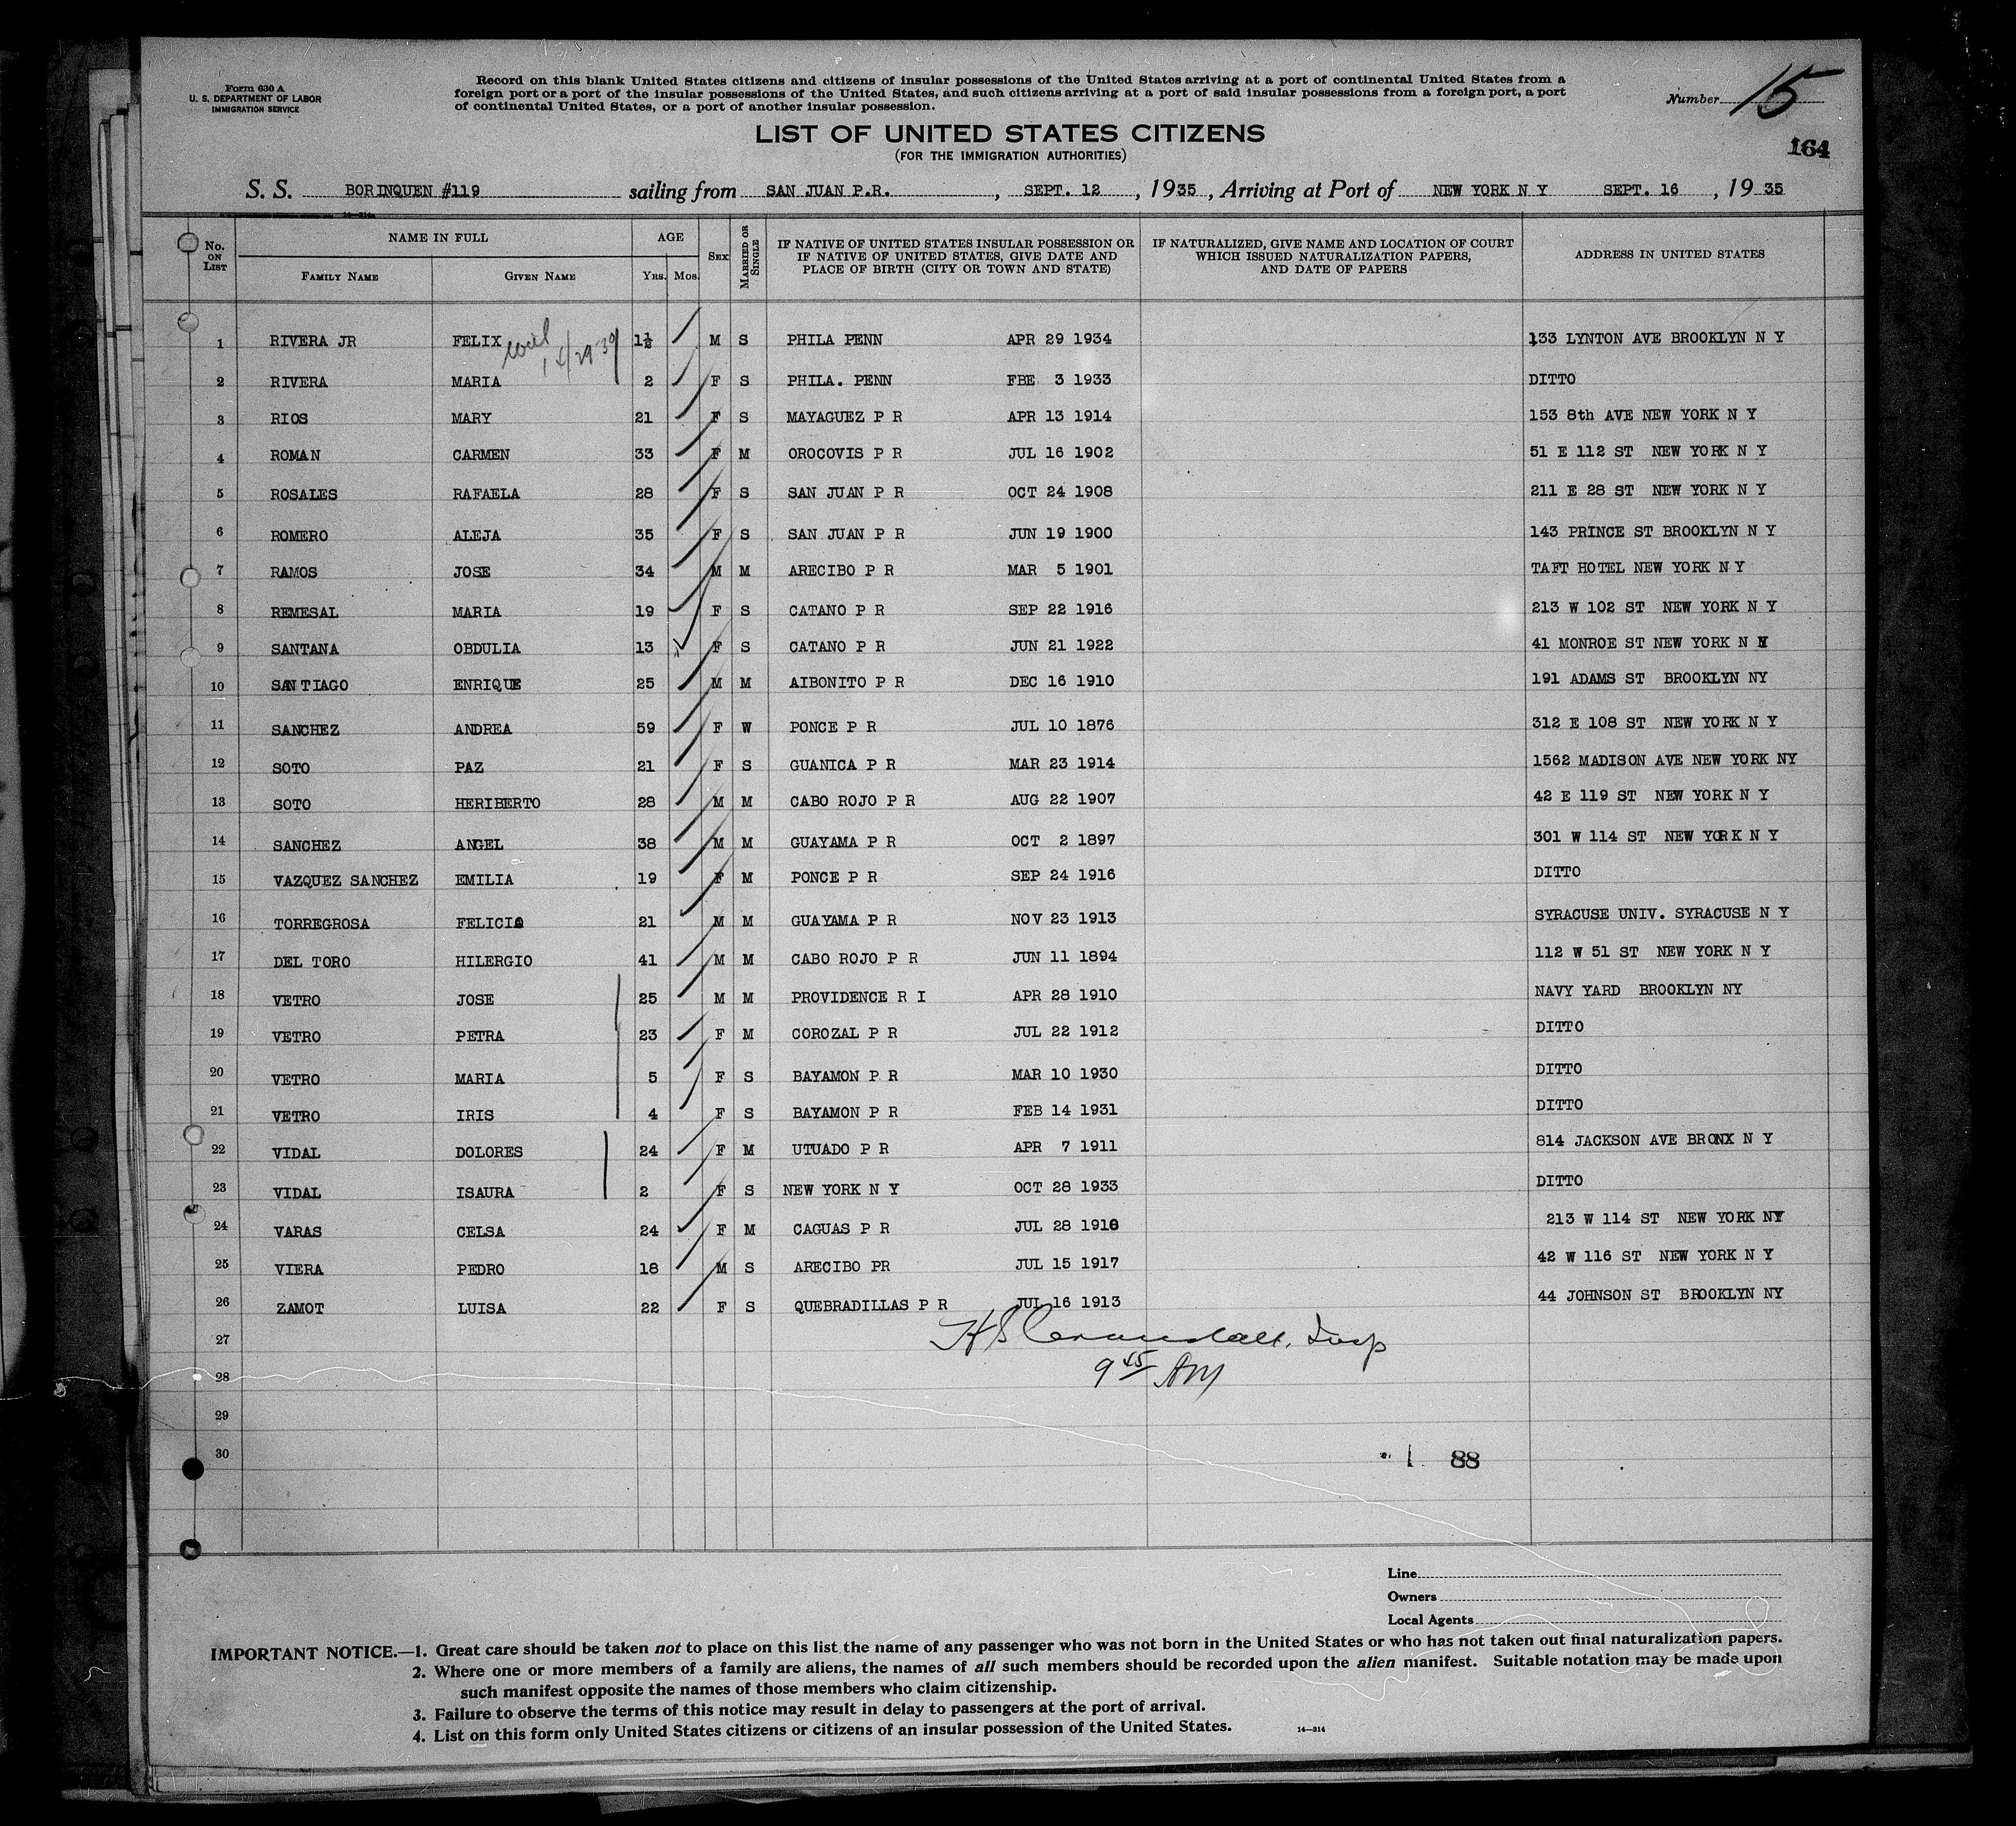 Form 630 A
U. S. DEPARTMENT OF LABOR
IMMIGRATION SERVICE
Record on this blank United States citizens and citizens of insular possessions of the United States arriving at a port of continental United States from a
foreign port or a port of the insular possessions of the United States, and such citizens arriving at a port of said insular possessions from a foreign port, a port
of continental United States, or a port of another insular possession.
Number 15
164
LIST OF UNITED STATES CITIZENS
(FOR THE IMMIGRATION AUTHORITIES)
S. S. BORINQUEN #119 sailing from SAN JUAN P.R. , SEPT. 12 , 1935 , Arriving at Port of NEW YORK N Y SEPT. 16 , 1935
14—214
No. ON LIST
NAME IN FULL
FAMILY NAME GIVEN NAME
AGE
YRS. MOS.
SEX
MARRIED OR SINGLE
IF NATIVE OF UNITED STATES INSULAR POSSESSION OR
IF NATIVE OF UNITED STATES, GIVE DATE AND
PLACE OF BIRTH (CITY OR TOWN AND STATE)
IF NATURALIZED, GIVE NAME AND LOCATION OF COURT
WHICH ISSUED NATURALIZATION PAPERS,
AND DATE OF PAPERS
ADDRESS IN UNITED STATES
1 RIVERA JR FELIX 1½ M S PHILA PENN APR 29 1934 133 LYNTON AVE BROOKLYN N Y
2 RIVERA MARIA 2 F S PHILA. PENN FBE 3 1933 DITTO
3 RIOS MARY 21 F S MAYAGUEZ P R APR 13 1914 153 8th AVE NEW YORK N Y
4 ROMAN CARMEN 33 F M OROCOVIS P R JUL 16 1902 51 E 112 ST NEW YORK N Y
5 ROSALES RAFAELA 28 F S SAN JUAN P R OCT 24 1908 211 E 28 ST NEW YORK N Y
6 ROMERO ALEJA 35 F S SAN JUAN P R JUN 19 1900 143 PRINCE ST BROOKLYN N Y
7 RAMOS JOSE 34 M M ARECIBO P R MAR 5 1901 TAFT HOTEL NEW YORK N Y
8 REMESAL MARIA 19 F S CATANO P R SEP 22 1916 213 W 102 ST NEW YORK N Y
9 SANTANA OBDULIA 13 F S CATANO P R JUN 21 1922 41 MONROE ST NEW YORK N Y
10 SANTIAGO ENRIQUE 25 M M AIBONITO P R DEC 16 1910 191 ADAMS ST BROOKLYN NY
11 SANCHEZ ANDREA 59 F W PONCE P R JUL 10 1876 312 E 108 ST NEW YORK N Y
12 SOTO PAZ 21 F S GUANICA P R MAR 23 1914 1562 MADISON AVE NEW YORK NY
13 SOTO HERIBERTO 28 M M CABO ROJO P R AUG 22 1907 42 E 119 ST NEW YORK N Y
14 SANCHEZ ANGEL 38 M M GUAYAMA P R OCT 2 1897 301 W 114 ST NEW YORK N Y
15 VAZQUEZ SANCHEZ EMILIA 19 F M PONCE P R SEP 24 1916 DITTO
16 TORREGROSA FELICIO 21 M M GUAYAMA P R NOV 23 1913 SYRACUSE UNIV. SYRACUSE N Y
17 DEL TORO HILERGIO 41 M M CABO ROJO P R JUN 11 1894 112 W 51 ST NEW YORK N Y
18 VETRO JOSE 25 M M PROVIDENCE R I APR 28 1910 NAVY YARD BROOKLYN NY
19 VETRO PETRA 23 F M COROZAL P R JUL 22 1912 DITTO
20 VETRO MARIA 5 F S BAYAMON P R MAR 10 1930 DITTO
21 VETRO IRIS 4 F S BAYAMON P R FEB 14 1931 DITTO
22 VIDAL DOLORES 24 F M UTUADO P R APR 7 1911 814 JACKSON AVE BRONX N Y
23 VIDAL ISAURA 2 F S NEW YORK N Y OCT 28 1933 DITTO
24 VARAS CELSA 24 F M CAGUAS P R JUL 28 1910 213 W 114 ST NEW YORK NY
25 VIERA PEDRO 18 M S ARECIBO PR JUL 15 1917 42 W 116 ST NEW YORK N Y
26 ZAMOT LUISA 22 F S QUEBRADILLAS P R JUL 16 1913 44 JOHNSON ST BROOKLYN NY
27
28
29
30
H S Crandall, Insp
9 45 AM
88
Line
Owners
Local Agents
IMPORTANT NOTICE.—1. Great care should be taken not to place on this list the name of any passenger who was not born in the United States or who has not taken out final naturalization papers.
2. Where one or more members of a family are aliens, the names of all such members should be recorded upon the alien manifest. Suitable notation may be made upon
such manifest opposite the names of those members who claim citizenship.
3. Failure to observe the terms of this notice may result in delay to passengers at the port of arrival.
4. List on this form only United States citizens or citizens of an insular possession of the United States.
14—214